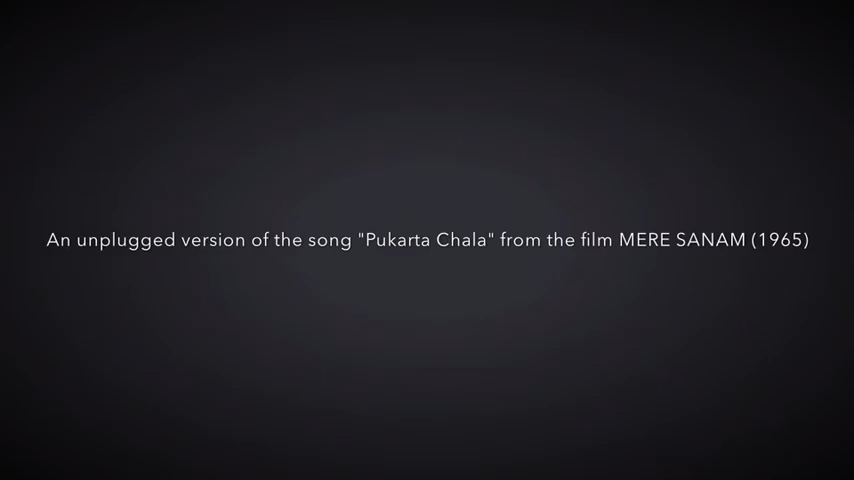 An unplugged version of the song "Pukarta Chala" from the film MERE SANAM (1965)